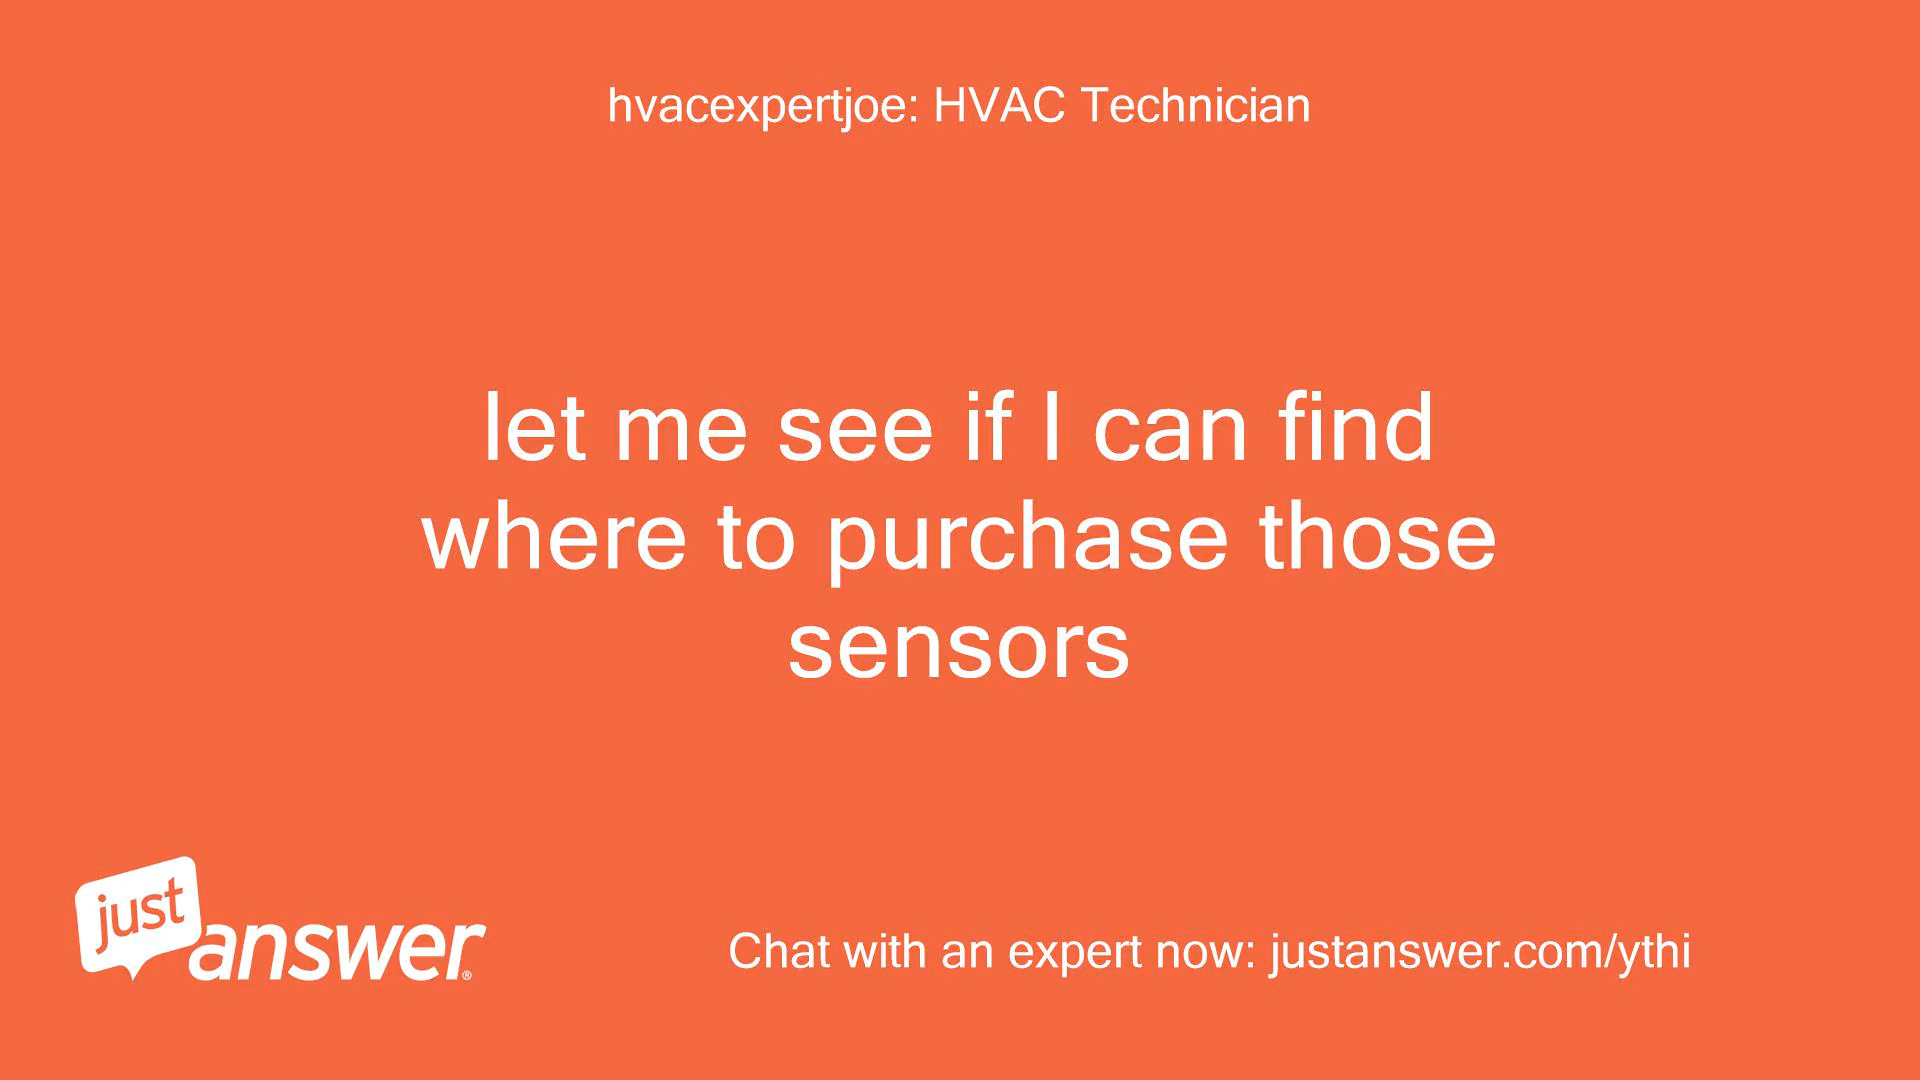 hvacexpertjoe: HVAC Technician
let me see if I can find
where to purchase those
sensors
just
answer®
Chat with an expert now: justanswer.com/ythi